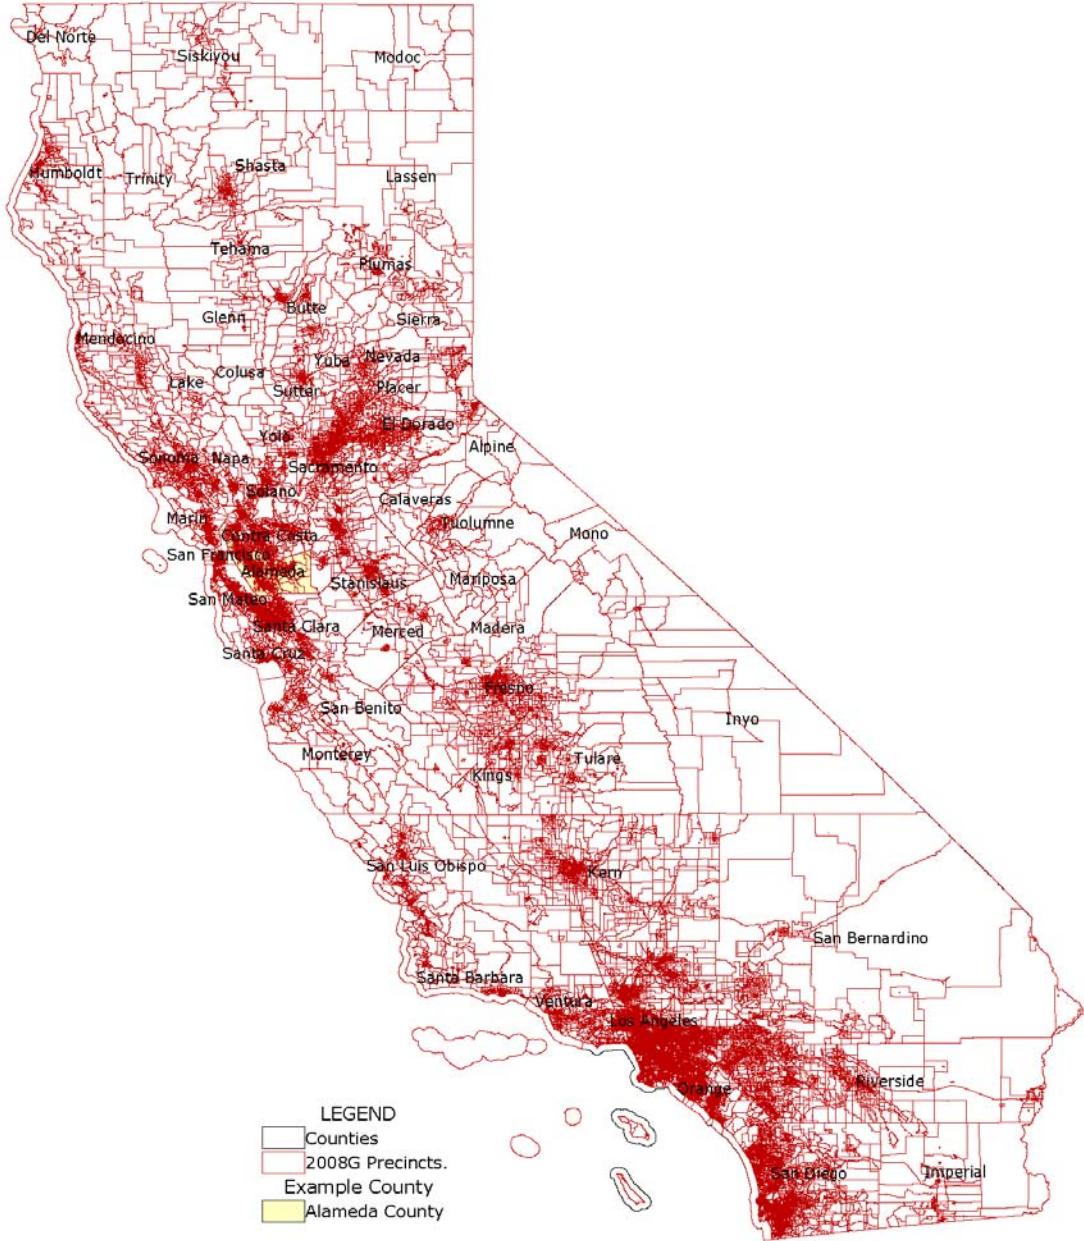 Del Norte
Siskiyou
Modoc
Humboldt
Trinity
Shasta
Lassen
Tehama
Plumas
Glenn
Butte
Sierra
Mendocino
Lake
Colusa
Sutter
Yuba
Nevada
Placer
Yolo
El Dorado
Alpine
Sonoma
Napa
Sacramento
Solano
Calaveras
Marin
Contra Costa
Tuolumne
Mono
San Francisco
Alameda
Stanislaus
Mariposa
San Mateo
Santa Clara
Merced
Madera
Santa Cruz
Fresno
San Benito
Inyo
Monterey
Kings
Tulare
San Luis Obispo
Kern
San Bernardino
Santa Barbara
Ventura
Los Angeles
Orange
Riverside
San Diego
Imperial
LEGEND
Counties
2008G Precincts.
Example County
Alameda County